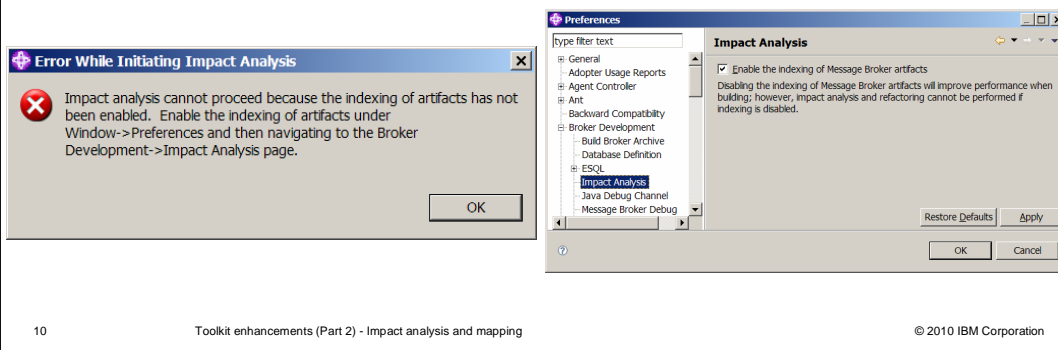 Error While Initiating Impact Analysis
Impact analysis cannot proceed because the indexing of artifacts has not
been enabled. Enable the indexing of artifacts under
Window->Preferences and then navigating to the Broker
Development->Impact Analysis page.
OK
Preferences
type filter text
General
Adopter Usage Reports
Agent Controller
Ant
Backward Compatibility
Broker Development
Build Broker Archive
Database Definition
ESQL
Impact Analysis
Java Debug Channel
Message Broker Debug
Impact Analysis
Enable the indexing of Message Broker artifacts
Disabling the indexing of Message Broker artifacts will improve performance when
building; however, impact analysis and refactoring cannot be performed if
indexing is disabled.
Restore Defaults
Apply
OK
Cancel
10
Toolkit enhancements (Part 2) - Impact analysis and mapping
© 2010 IBM Corporation